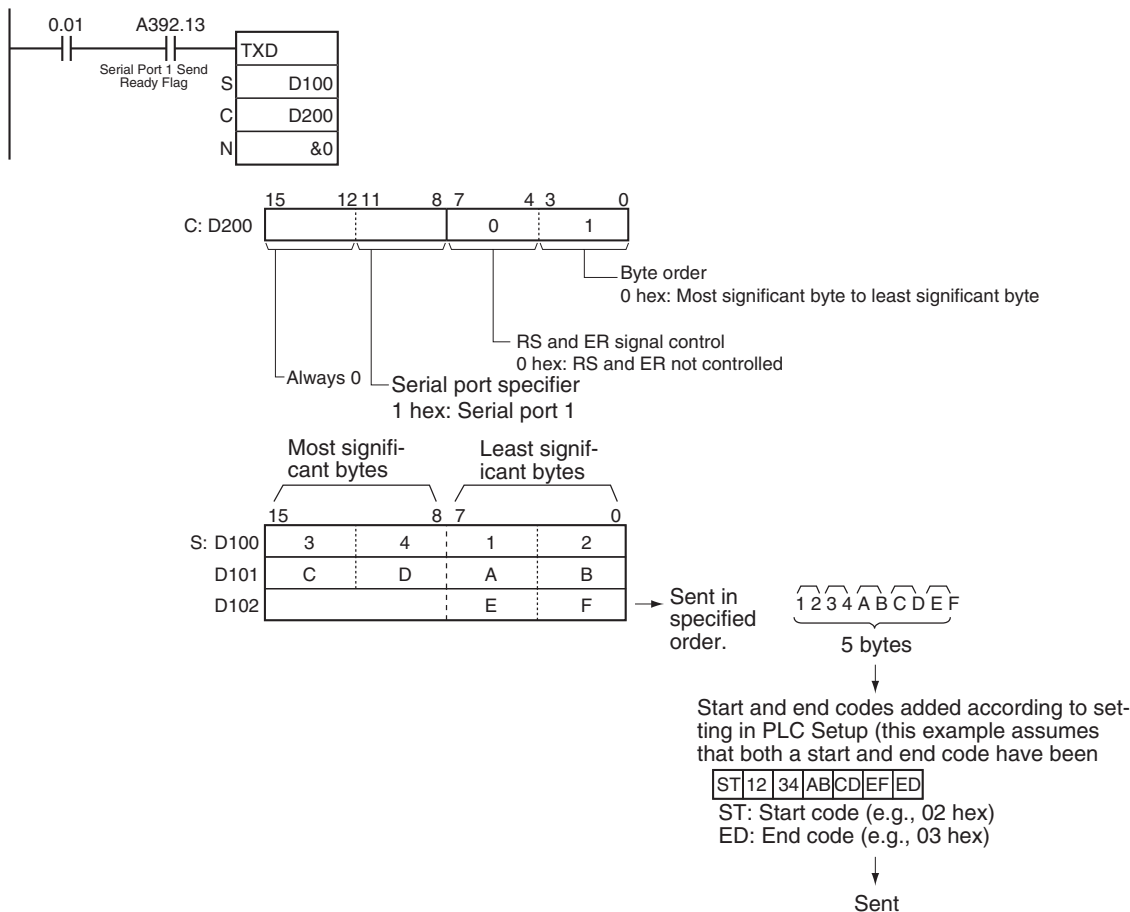 0.01 A392.13
TXD
Serial Port 1 Send
Ready Flag
S D100
C D200
N &0
15 12 11 8 7 4 3 0
C: D200 0 1
Byte order
0 hex: Most significant byte to least significant byte
RS and ER signal control
0 hex: RS and ER not controlled
Always 0
Serial port specifier
1 hex: Serial port 1
Most signifi-
cant bytes
Least signif-
icant bytes
15 8 7 0
S: D100 3 4 1 2
D101 C D A B
D102 E F
Sent in
specified
order.
1 2 3 4 A B C D E F
5 bytes
Start and end codes added according to set-
ting in PLC Setup (this example assumes
that both a start and end code have been
ST 12 34 AB CD EF ED
ST: Start code (e.g., 02 hex)
ED: End code (e.g., 03 hex)
Sent